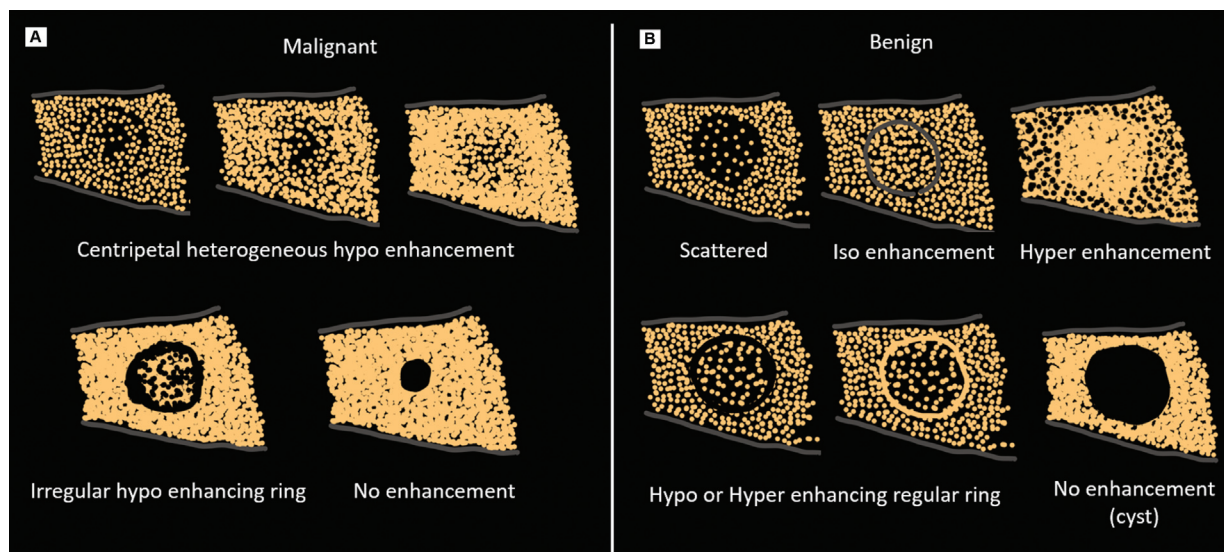 A
Malignant
Centripetal heterogeneous hypo enhancement
Irregular hypo enhancing ring
No enhancement
B
Benign
Scattered
Iso enhancement
Hyper enhancement
Hypo or Hyper enhancing regular ring
No enhancement
(cyst)